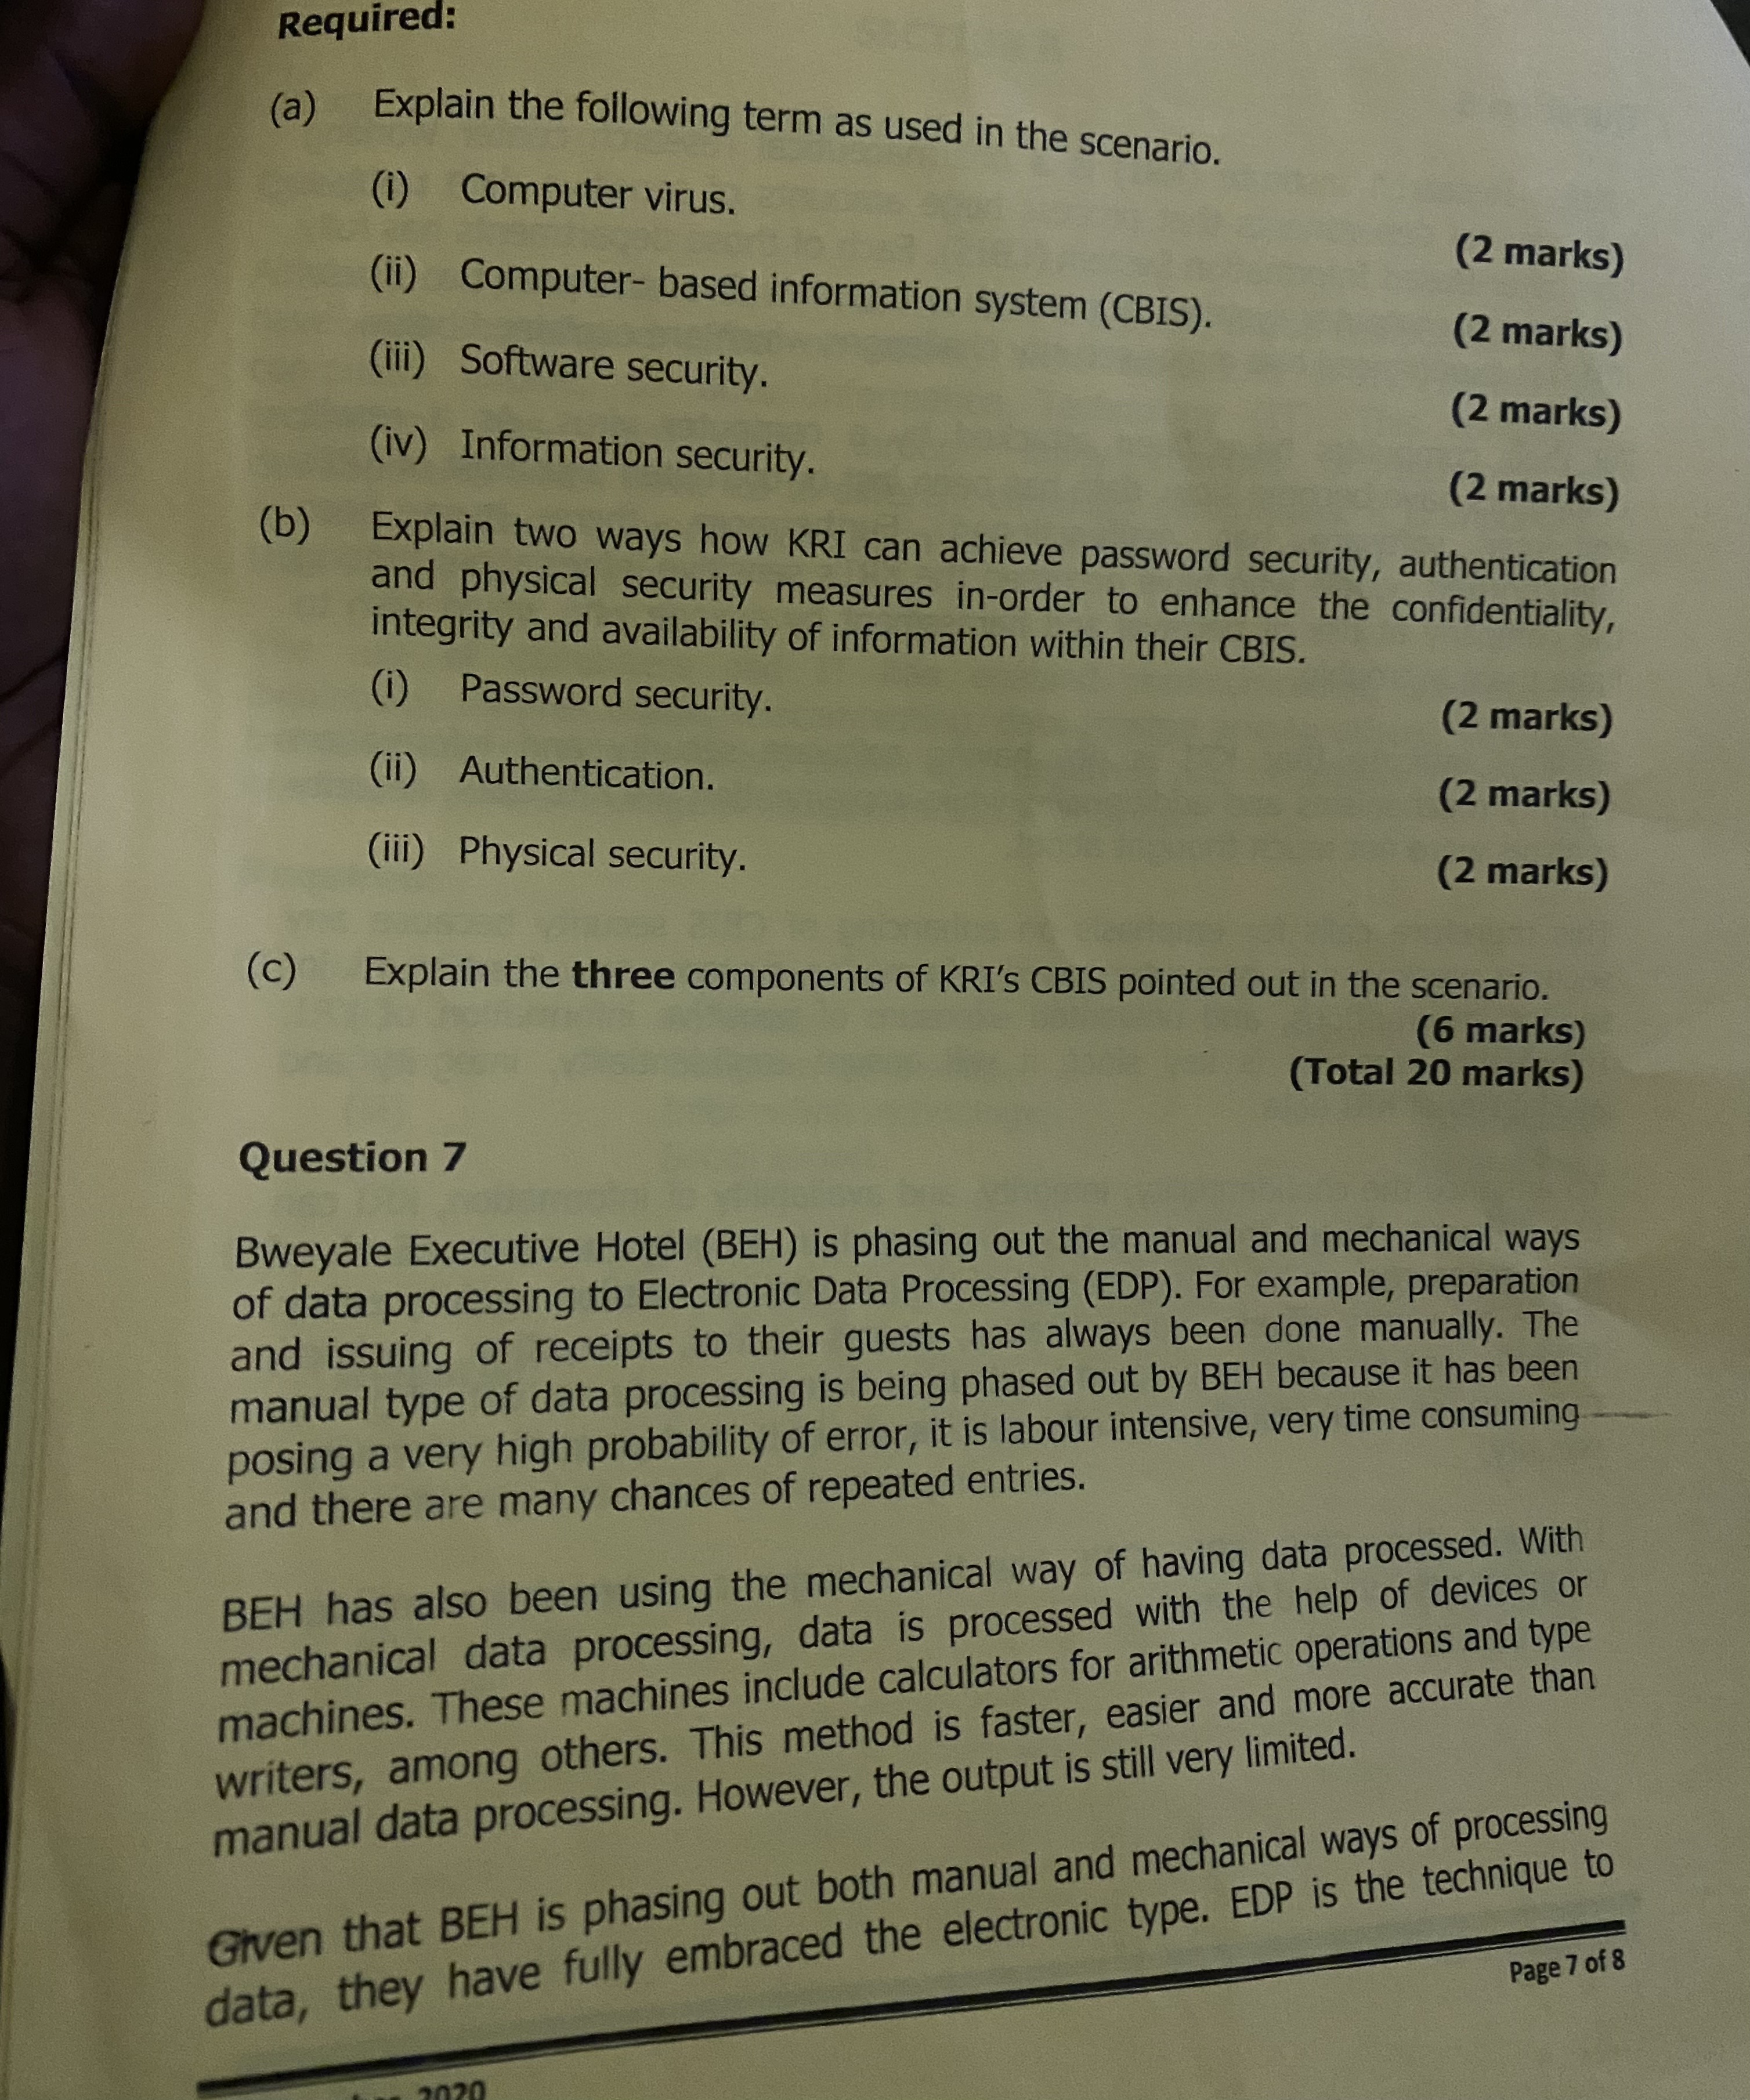 Required:
(a) Explain the following term as used in the scenario.
(i) Computer virus.
(2 marks)
(ii) Computer- based information system (CBIS).
(2 marks)
(iii) Software security.
(2 marks)
(iv) Information security.
(2 marks)
(b) Explain two ways how KRI can achieve password security, authentication
and physical security measures in-order to enhance the confidentiality,
integrity and availability of information within their CBIS.
(i) Password security.
(2 marks)
(ii) Authentication.
(2 marks)
(iii) Physical security.
(2 marks)
(c) Explain the three components of KRI's CBIS pointed out in the scenario.
(6 marks)
(Total 20 marks)
Question 7
Bweyale Executive Hotel (BEH) is phasing out the manual and mechanical ways
of data processing to Electronic Data Processing (EDP). For example, preparation
and issuing of receipts to their guests has always been done manually. The
manual type of data processing is being phased out by BEH because it has been
posing a very high probability of error, it is labour intensive, very time consuming
and there are many chances of repeated entries.
BEH has also been using the mechanical way of having data processed. With
mechanical data processing, data is processed with the help of devices or
machines. These machines include calculators for arithmetic operations and type
writers, among others. This method is faster, easier and more accurate than
manual data processing. However, the output is still very limited.
Given that BEH is phasing out both manual and mechanical ways of processing
data, they have fully embraced the electronic type. EDP is the technique to
Page 7 of 8
2020